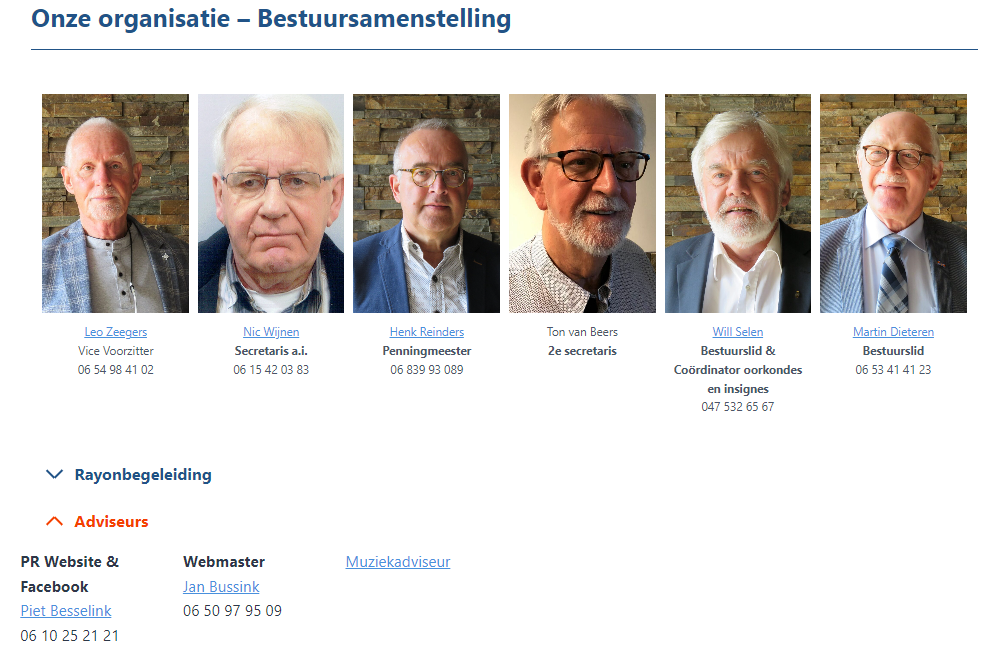 Onze organisatie – Bestuursamenstelling
Leo Zeegers
Vice Voorzitter
06 54 98 41 02
Nic Wijnen
Secretaris a.i.
06 15 42 03 83
Henk Reinders
Penningmeester
06 839 93 089
Ton van Beers
2e secretaris
Will Selen
Bestuurslid &
Coördinator oorkondes
en insignes
047 532 65 67
Martin Dieteren
Bestuurslid
06 53 41 41 23
Rayonbegeleiding
Adviseurs
PR Website &
Facebook
Piet Besselink
06 10 25 21 21
Webmaster
Jan Bussink
06 50 97 95 09
Muziekadviseur